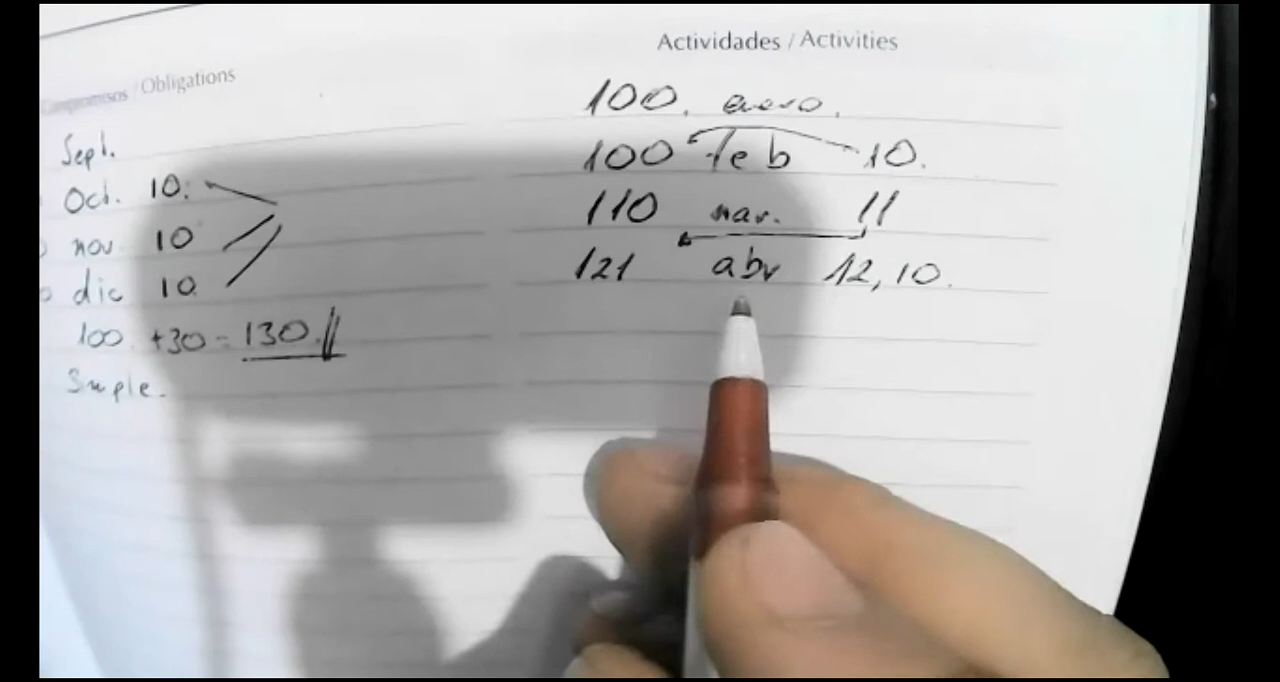 Compromisos / Obligations
Sept.
Oct. 10.
nov 10
dic 10.
100 +30 = 130
Simple.
Actividades / Activities
100. enero.
100 feb 10.
110 mar. 11
121 abr 12,10.